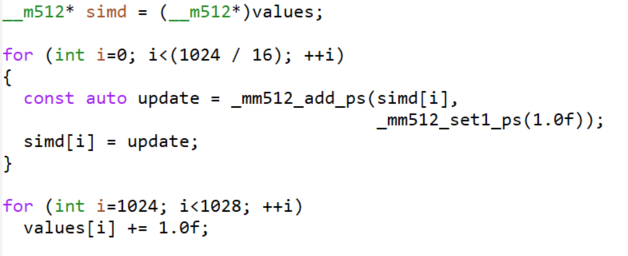 __m512* simd = (__m512*)values;
for (int i=0; i<(1024 / 16); ++i)
{
const auto update = _mm512_add_ps(simd[i],
_mm512_set1_ps(1.0f));
simd[i] = update;
}
for (int i=1024; i<1028; ++i)
values[i] += 1.0f;